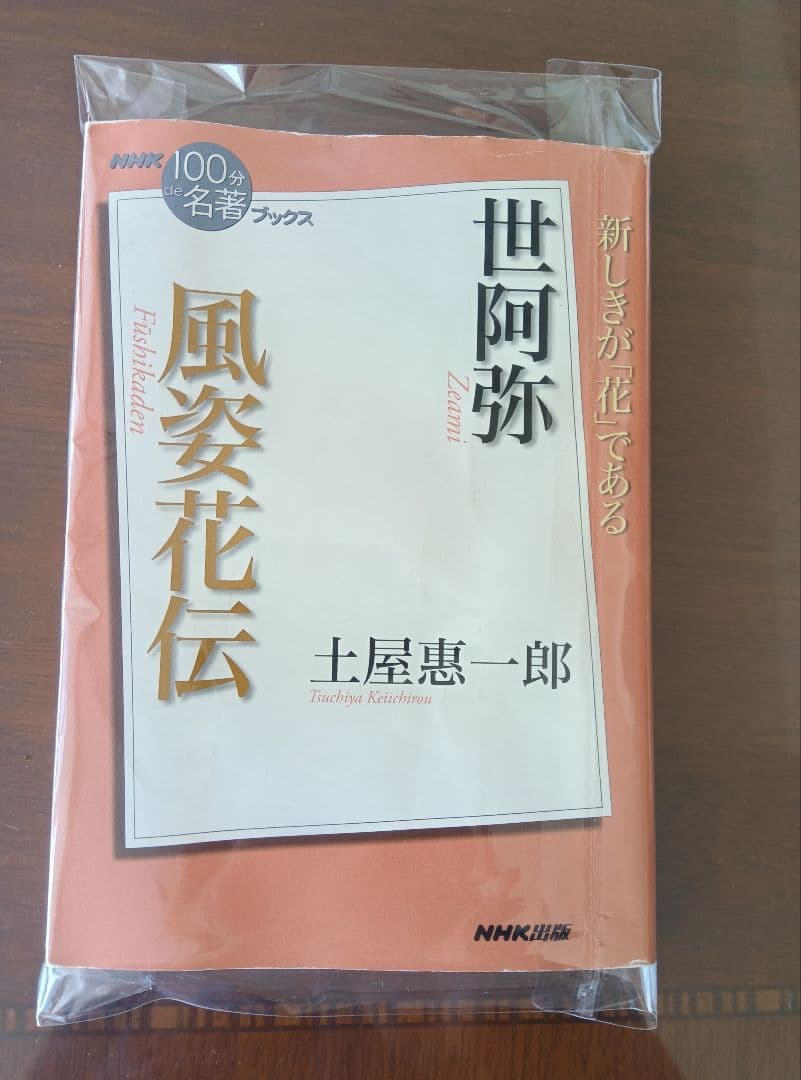 NHK
100分
de名著
ブックス
新しきが「花」である
世阿弥
Zeami
風姿花伝
Fūshikaden
土屋惠一郎
Tsuchiya Keiichirou
NHK出版